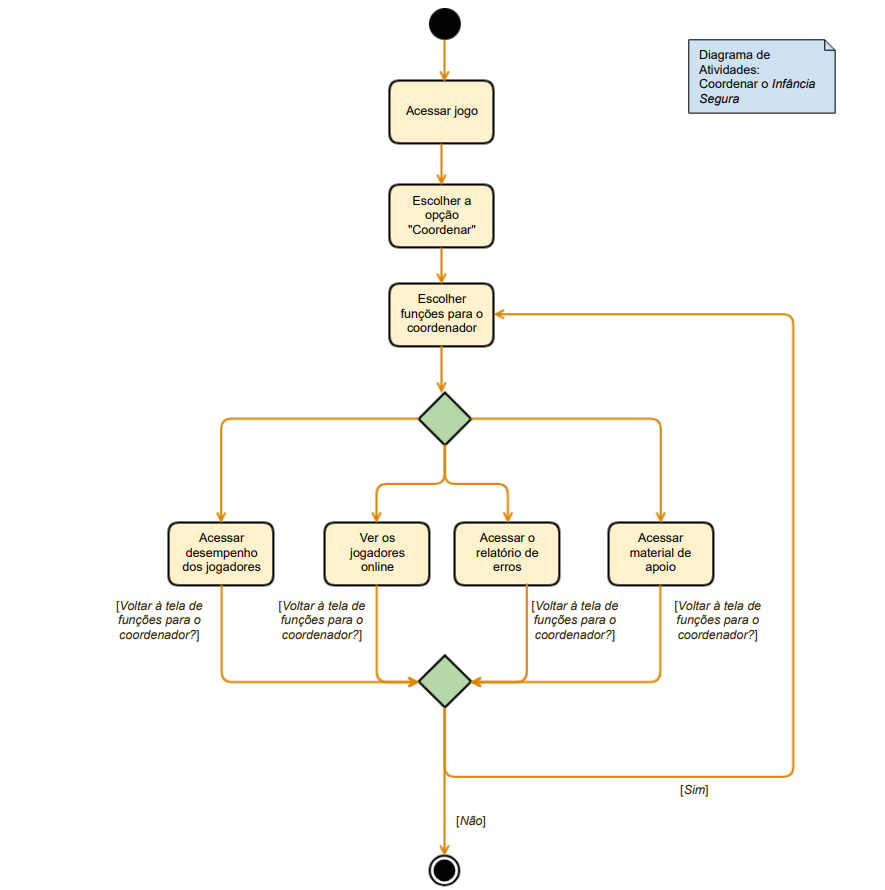 Diagrama de
Atividades:
Coordenar o Infância
Segura
Acessar jogo
Escolher a
opção
"Coordenar"
Escolher
funções para o
coordenador
Acessar
desempenho
dos jogadores
Ver os
jogadores
online
Acessar o
relatório de
erros
Acessar
material de
apoio
[Voltar à tela de
funções para o
coordenador?]
[Voltar à tela de
funções para o
coordenador?]
[Voltar à tela de
funções para o
coordenador?]
[Voltar à tela de
funções para o
coordenador?]
[Sim]
[Não]